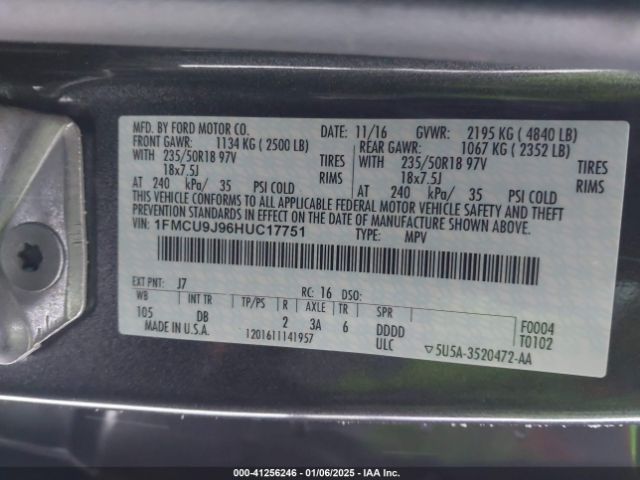 MFD. BY FORD MOTOR CO. DATE: 11/16 GVWR: 2195 KG ( 4840 LB)
FRONT GAWR: 1134 KG ( 2500 LB) REAR GAWR: 1067 KG ( 2352 LB)
WITH 235/50R18 97V TIRES WITH 235/50R18 97V TIRES
18x7.5J RIMS 18x7.5J RIMS
AT 240 kPa/ 35 PSI COLD AT 240 kPa/ 35 PSI COLD
THIS VEHICLE CONFORMS TO ALL APPLICABLE FEDERAL MOTOR VEHICLE SAFETY AND THEFT
PREVENTION STANDARDS IN EFFECT ON THE DATE OF MANUFACTURE SHOWN ABOVE.
VIN: 1FMCU9J96HUC17751 TYPE: MPV
EXT PNT: J7 RC: 16 DSO:
WB INT TR TP/PS R AXLE TR SPR
105 DB 2 3A 6 DDDD F0004
MADE IN U.S.A. 1201611141957 ULC ▽5U5A-3520472-AA T0102
000-41256246 - 01/06/2025 - IAA Inc.